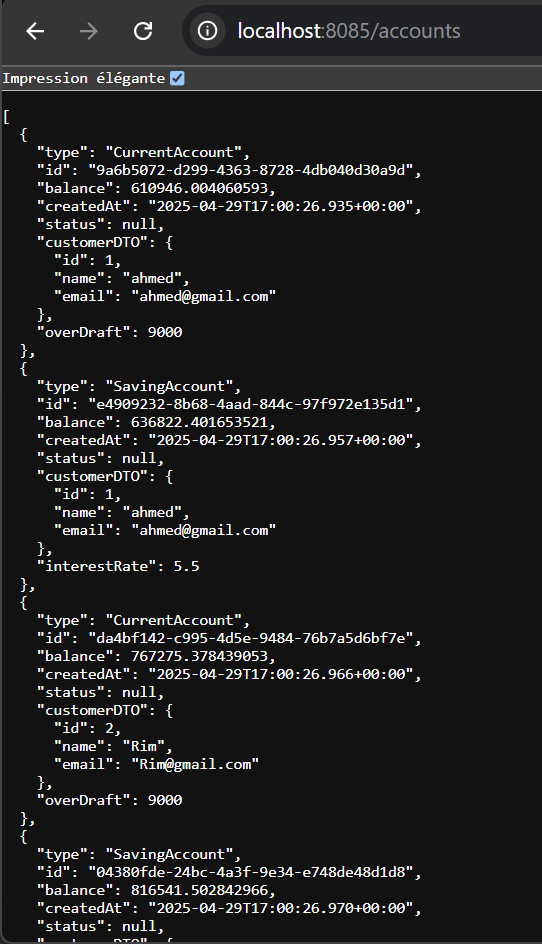 localhost:8085/accounts
Impression élégante
[
  {
    "type": "CurrentAccount",
    "id": "9a6b5072-d299-4363-8728-4db040d30a9d",
    "balance": 610946.004060593,
    "createdAt": "2025-04-29T17:00:26.935+00:00",
    "status": null,
    "customerDTO": {
      "id": 1,
      "name": "ahmed",
      "email": "ahmed@gmail.com"
    },
    "overDraft": 9000
  },
  {
    "type": "SavingAccount",
    "id": "e4909232-8b68-4aad-844c-97f972e135d1",
    "balance": 636822.401653521,
    "createdAt": "2025-04-29T17:00:26.957+00:00",
    "status": null,
    "customerDTO": {
      "id": 1,
      "name": "ahmed",
      "email": "ahmed@gmail.com"
    },
    "interestRate": 5.5
  },
  {
    "type": "CurrentAccount",
    "id": "da4bf142-c995-4d5e-9484-76b7a5d6bf7e",
    "balance": 767275.378439053,
    "createdAt": "2025-04-29T17:00:26.966+00:00",
    "status": null,
    "customerDTO": {
      "id": 2,
      "name": "Rim",
      "email": "Rim@gmail.com"
    },
    "overDraft": 9000
  },
  {
    "type": "SavingAccount",
    "id": "04380fde-24bc-4a3f-9e34-e748de48d1d8",
    "balance": 816541.502842966,
    "createdAt": "2025-04-29T17:00:26.970+00:00",
    "status": null,
    "customerDTO": {